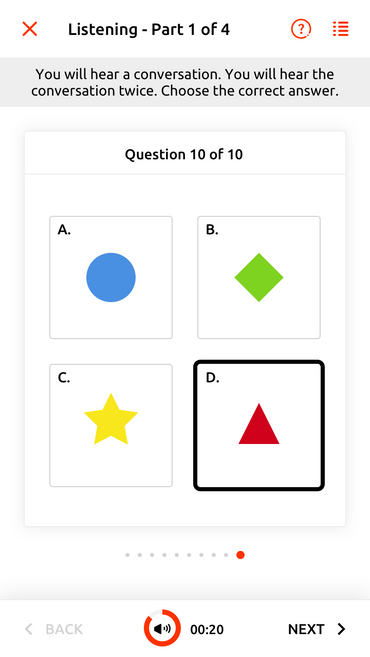 Listening - Part 1 of 4
?
You will hear a conversation. You will hear the
conversation twice. Choose the correct answer.
Question 10 of 10
A.
B.
C.
D.
BACK
00:20
NEXT